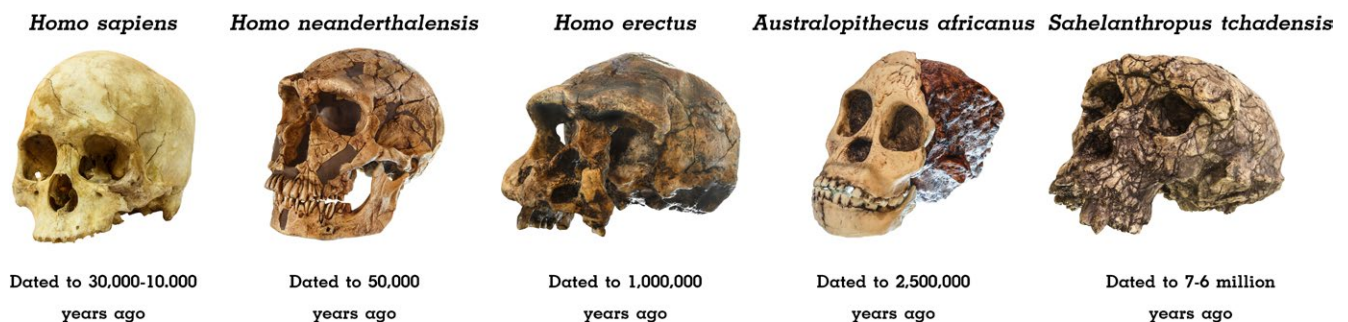 Homo sapiens
Homo neanderthalensis
Homo erectus
Australopithecus africanus
Sahelanthropus tchadensis
Dated to 30,000-10.000
years ago
Dated to 50,000
years ago
Dated to 1,000,000
years ago
Dated to 2,500,000
years ago
Dated to 7-6 million
years ago